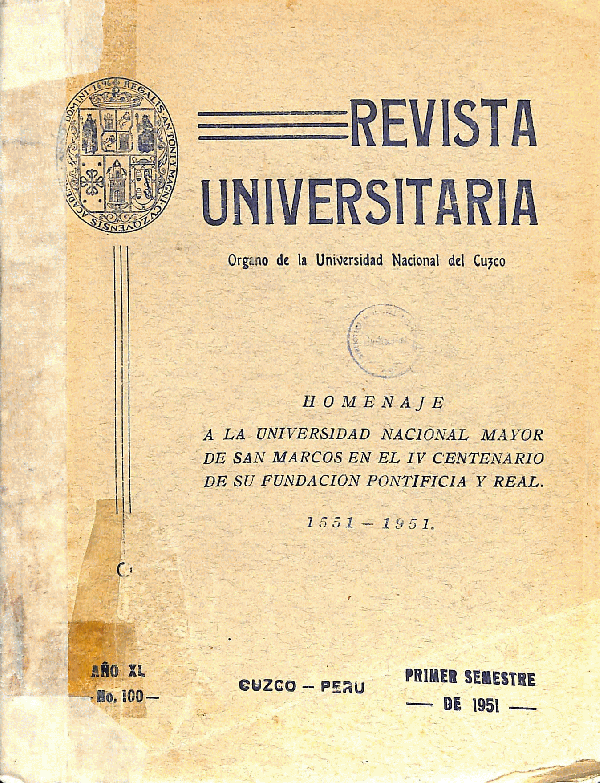 REVISTA
UNIVERSITARIA
Organo de la Universidad Nacional del Cuzco
HOMENAJE
A LA UNIVERSIDAD NACIONAL MAYOR
DE SAN MARCOS EN EL IV CENTENARIO
DE SU FUNDACION PONTIFICIA Y REAL.
1551 – 1951.
AÑO XL
No. 100 —
CUZCO – PERU
PRIMER SEMESTRE
— DE 1951 —